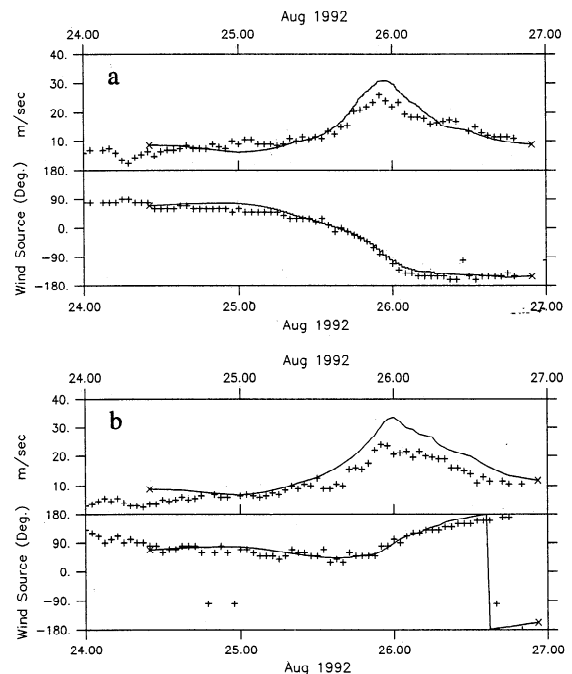 Aug 1992
24.00 25.00 26.00 27.00
a
40.
30.
20.
10.
m/sec
180.
90.
0.
-90.
-180.
Wind Source (Deg.)
24.00 25.00 26.00 27.00
Aug 1992
Aug 1992
24.00 25.00 26.00 27.00
b
40.
30.
20.
10.
m/sec
180.
90.
0.
-90.
-180.
Wind Source (Deg.)
24.00 25.00 26.00 27.00
Aug 1992